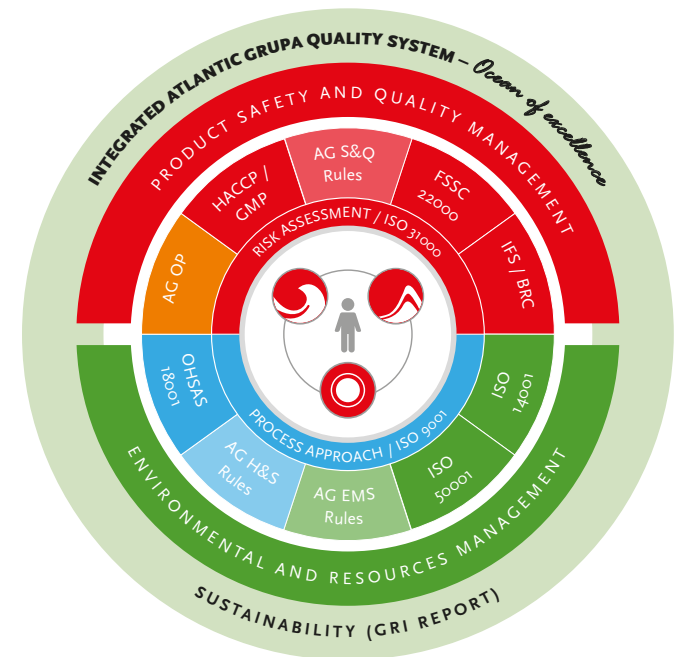 INTEGRATED ATLANTIC GRUPA QUALITY SYSTEM – Ocean of excellence
PRODUCT SAFETY AND QUALITY MANAGEMENT
AG OP
HACCP /
GMP
AG S&Q
Rules
FSSC
22000
IFS / BRC
RISK ASSESSMENT / ISO 31000
PROCESS APPROACH / ISO 9001
OHSAS
18001
AG H&S
Rules
AG EMS
Rules
ISO
50001
ISO
14001
ENVIRONMENTAL AND RESOURCES MANAGEMENT
SUSTAINABILITY (GRI REPORT)